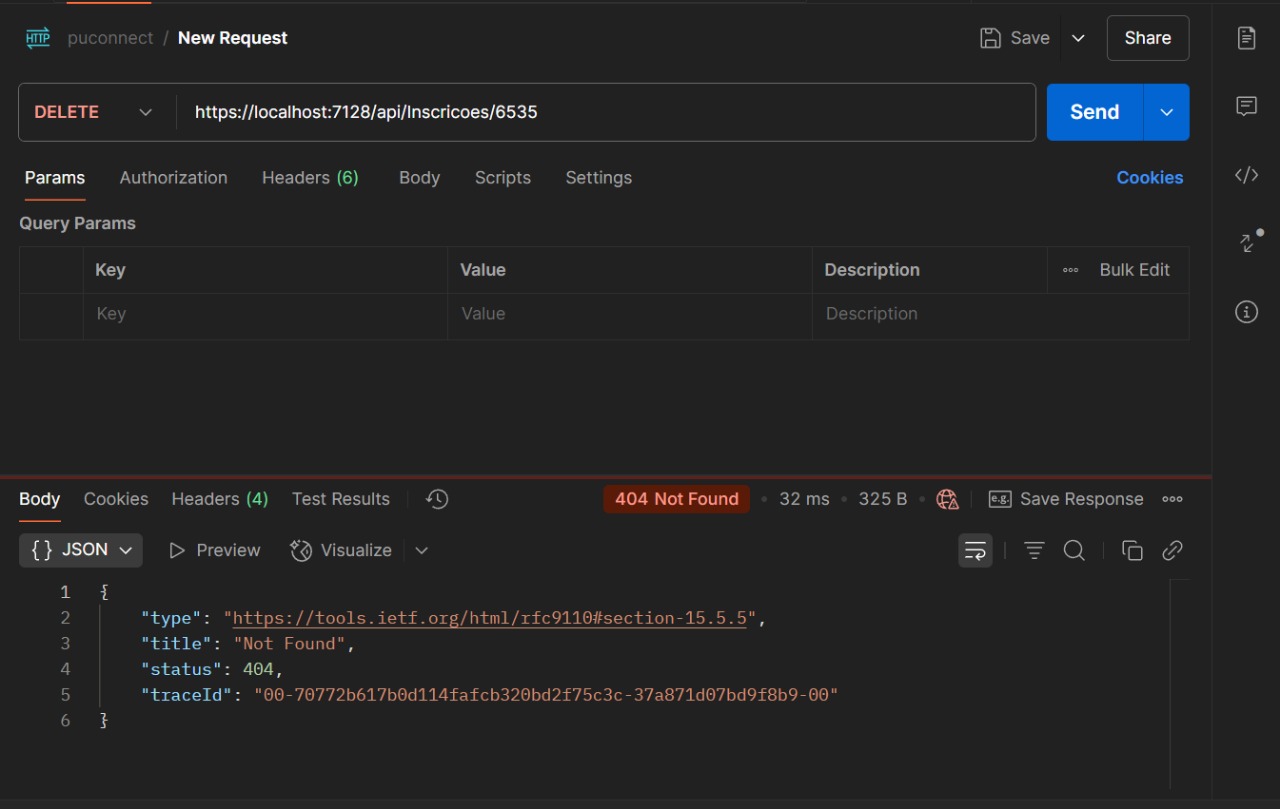 HTTP puconnect / New Request Save Share
DELETE https://localhost:7128/api/Inscricoes/6535 Send
Params Authorization Headers (6) Body Scripts Settings Cookies
Query Params
Key Value Description Bulk Edit
Key Value Description
Body Cookies Headers (4) Test Results 404 Not Found 32 ms 325 B e.g. Save Response
{} JSON Preview Visualize
1 {
2 "type": "https://tools.ietf.org/html/rfc9110#section-15.5.5",
3 "title": "Not Found",
4 "status": 404,
5 "traceId": "00-70772b617b0d114fafcb320bd2f75c3c-37a871d07bd9f8b9-00"
6 }